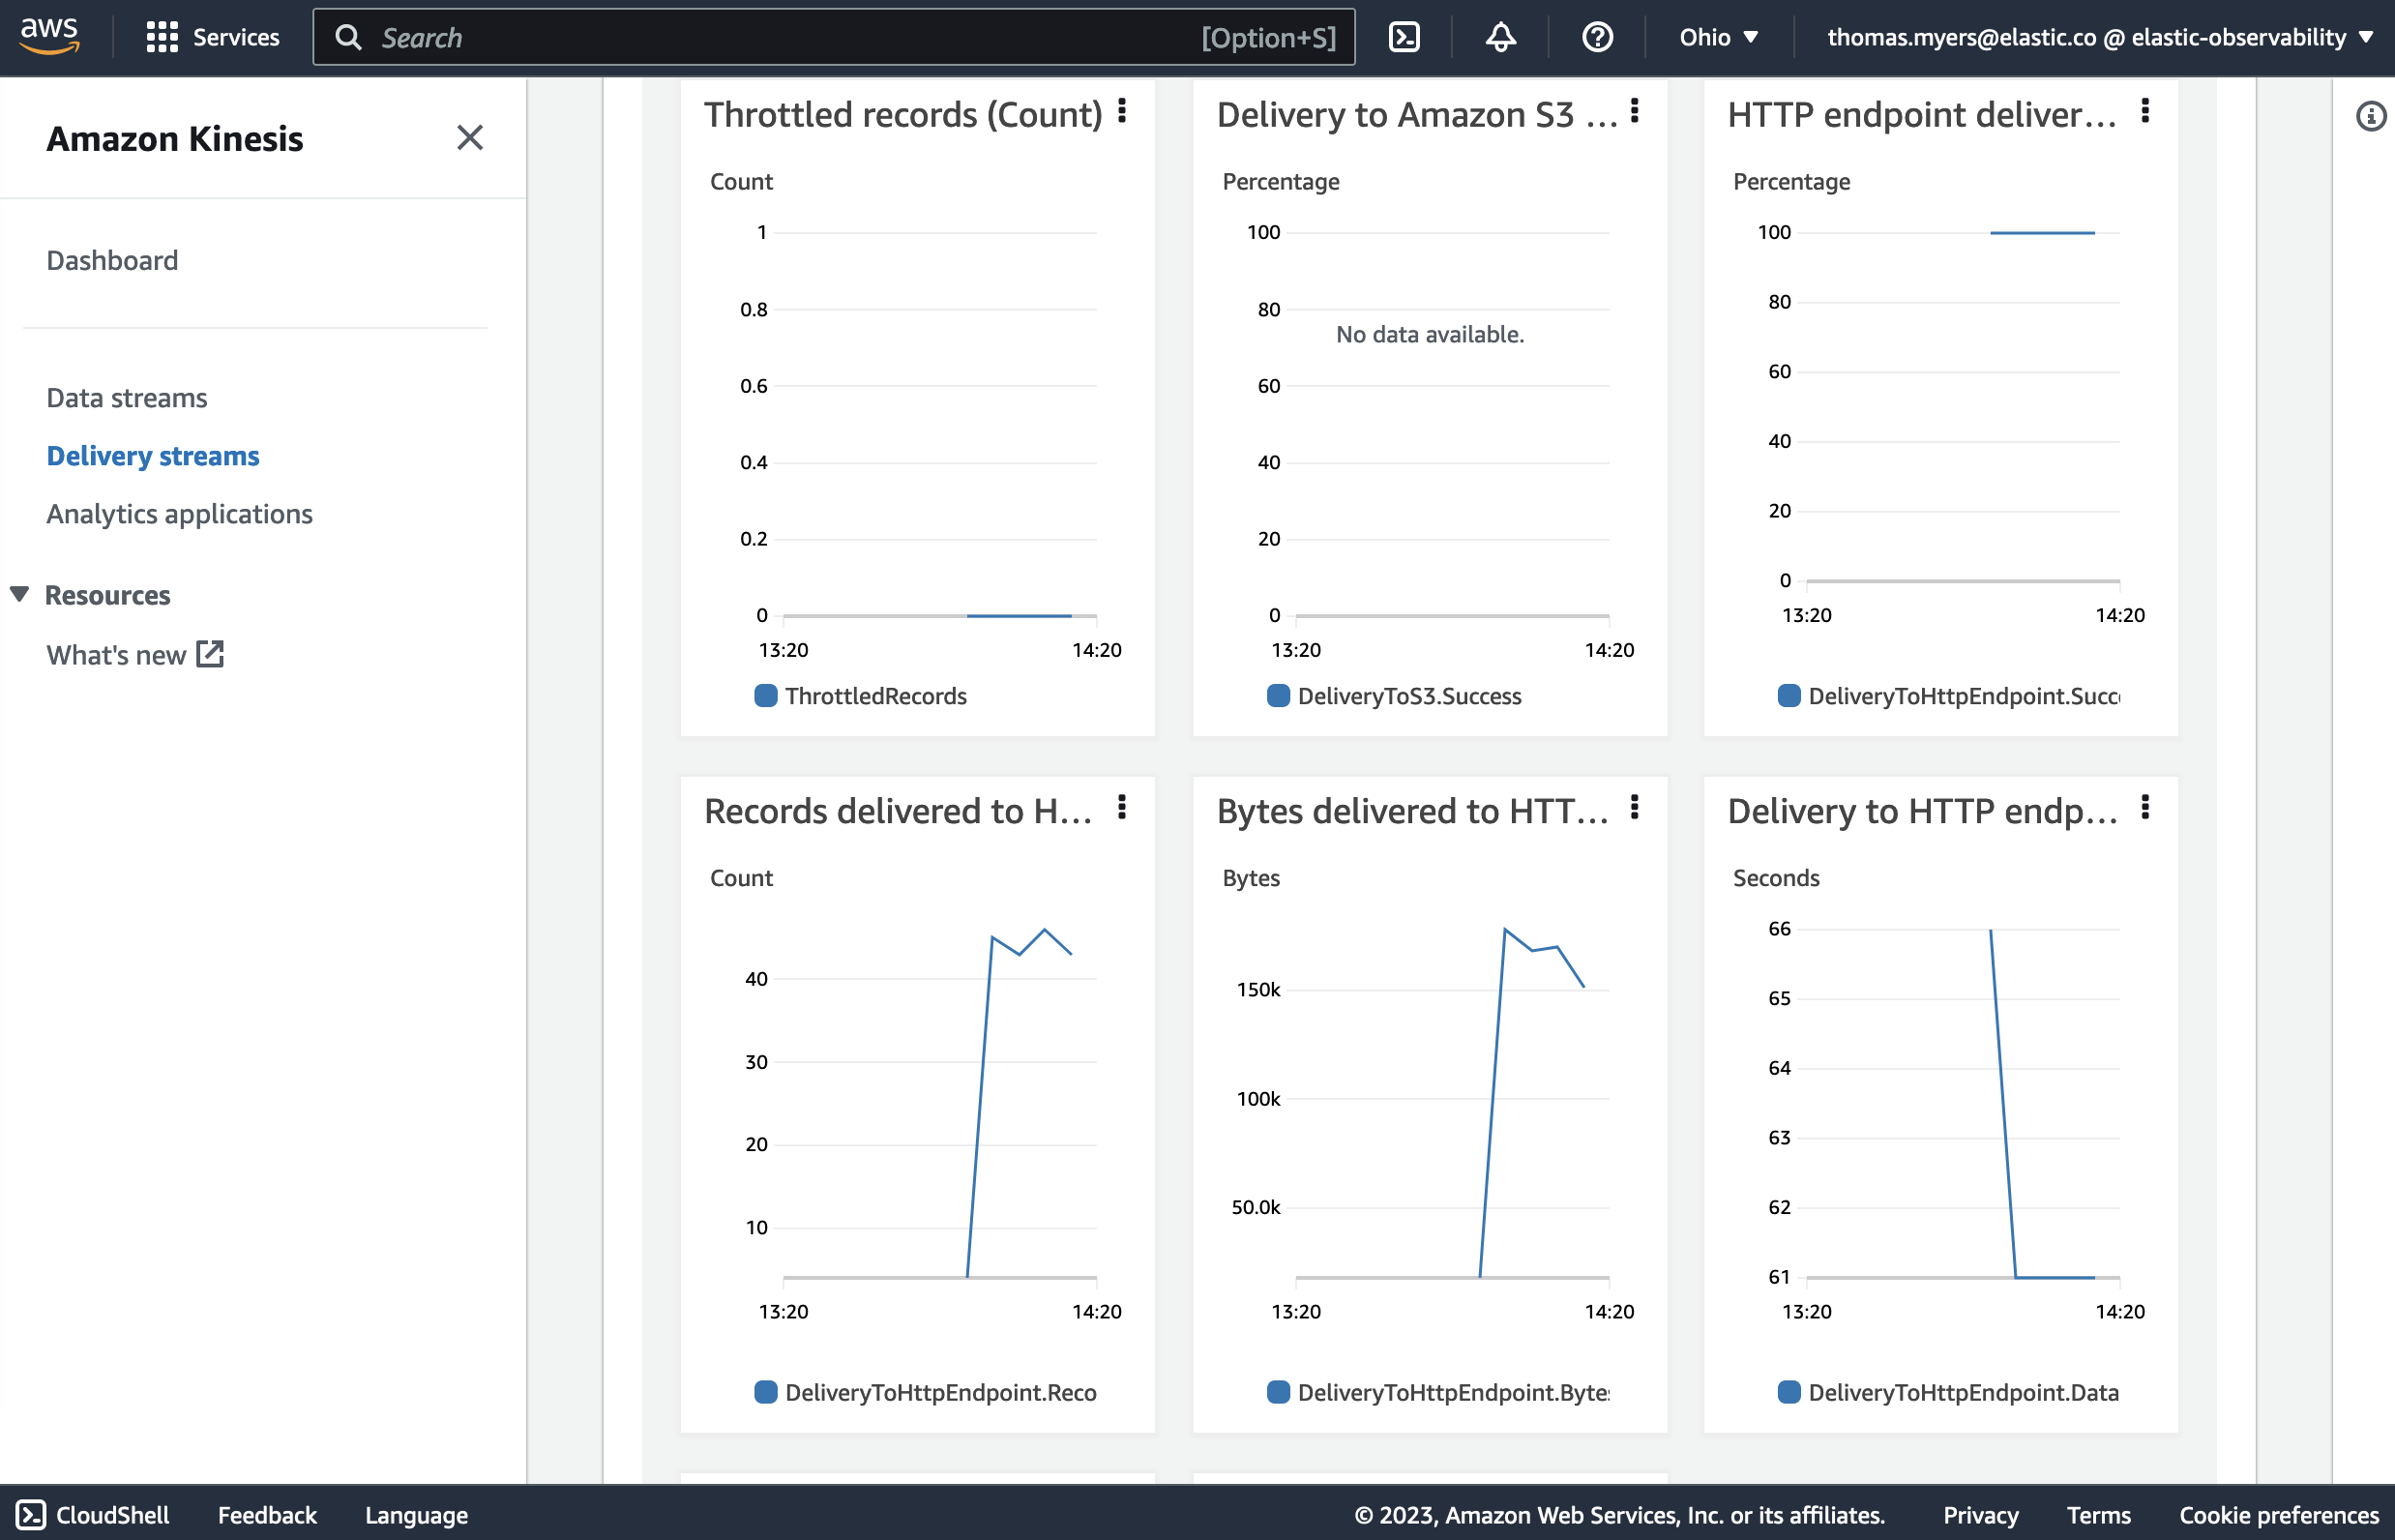 aws
Services
Search
[Option+S]
Ohio
thomas.myers@elastic.co @ elastic-observability
Amazon Kinesis
Dashboard
Data streams
Delivery streams
Analytics applications
Resources
What's new
Throttled records (Count)
Count
1
0.8
0.6
0.4
0.2
0
13:20
14:20
ThrottledRecords
Delivery to Amazon S3 ...
Percentage
100
80
No data available.
60
40
20
0
13:20
14:20
DeliveryToS3.Success
HTTP endpoint deliver...
Percentage
100
80
60
40
20
0
13:20
14:20
DeliveryToHttpEndpoint.Succ
Records delivered to H...
Count
40
30
20
10
13:20
14:20
DeliveryToHttpEndpoint.Reco
Bytes delivered to HTT...
Bytes
150k
100k
50.0k
13:20
14:20
DeliveryToHttpEndpoint.Bytes
Delivery to HTTP endp...
Seconds
66
65
64
63
62
61
13:20
14:20
DeliveryToHttpEndpoint.Data
CloudShell
Feedback
Language
© 2023, Amazon Web Services, Inc. or its affiliates.
Privacy
Terms
Cookie preferences